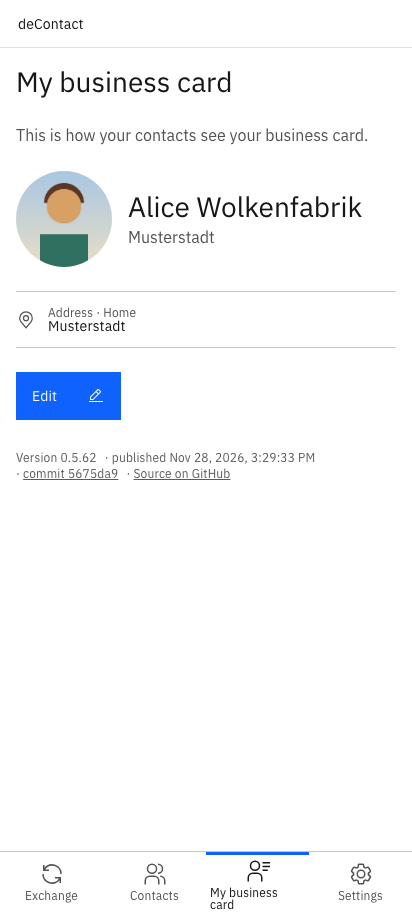 deContact
My business card
This is how your contacts see your business card.
Alice Wolkenfabrik
Musterstadt
Address · Home
Musterstadt
Edit
Version 0.5.62 · published Nov 28, 2026, 3:29:33 PM
· commit 5675da9 · Source on GitHub
Exchange
Contacts
My business
card
Settings